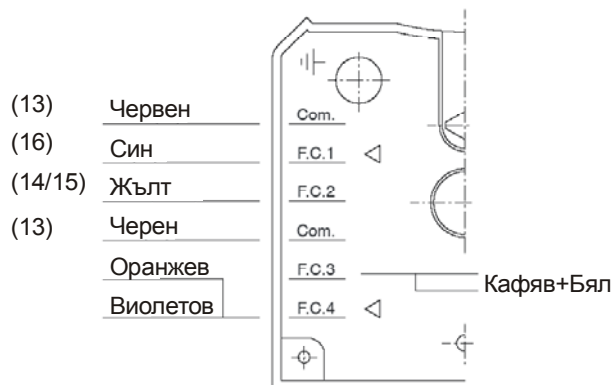 (13) Червен Com.
(16) Син F.C.1
(14/15) Жълт F.C.2
(13) Черен Com.
Оранжев F.C.3
Кафяв+Бял
Виолетов F.C.4